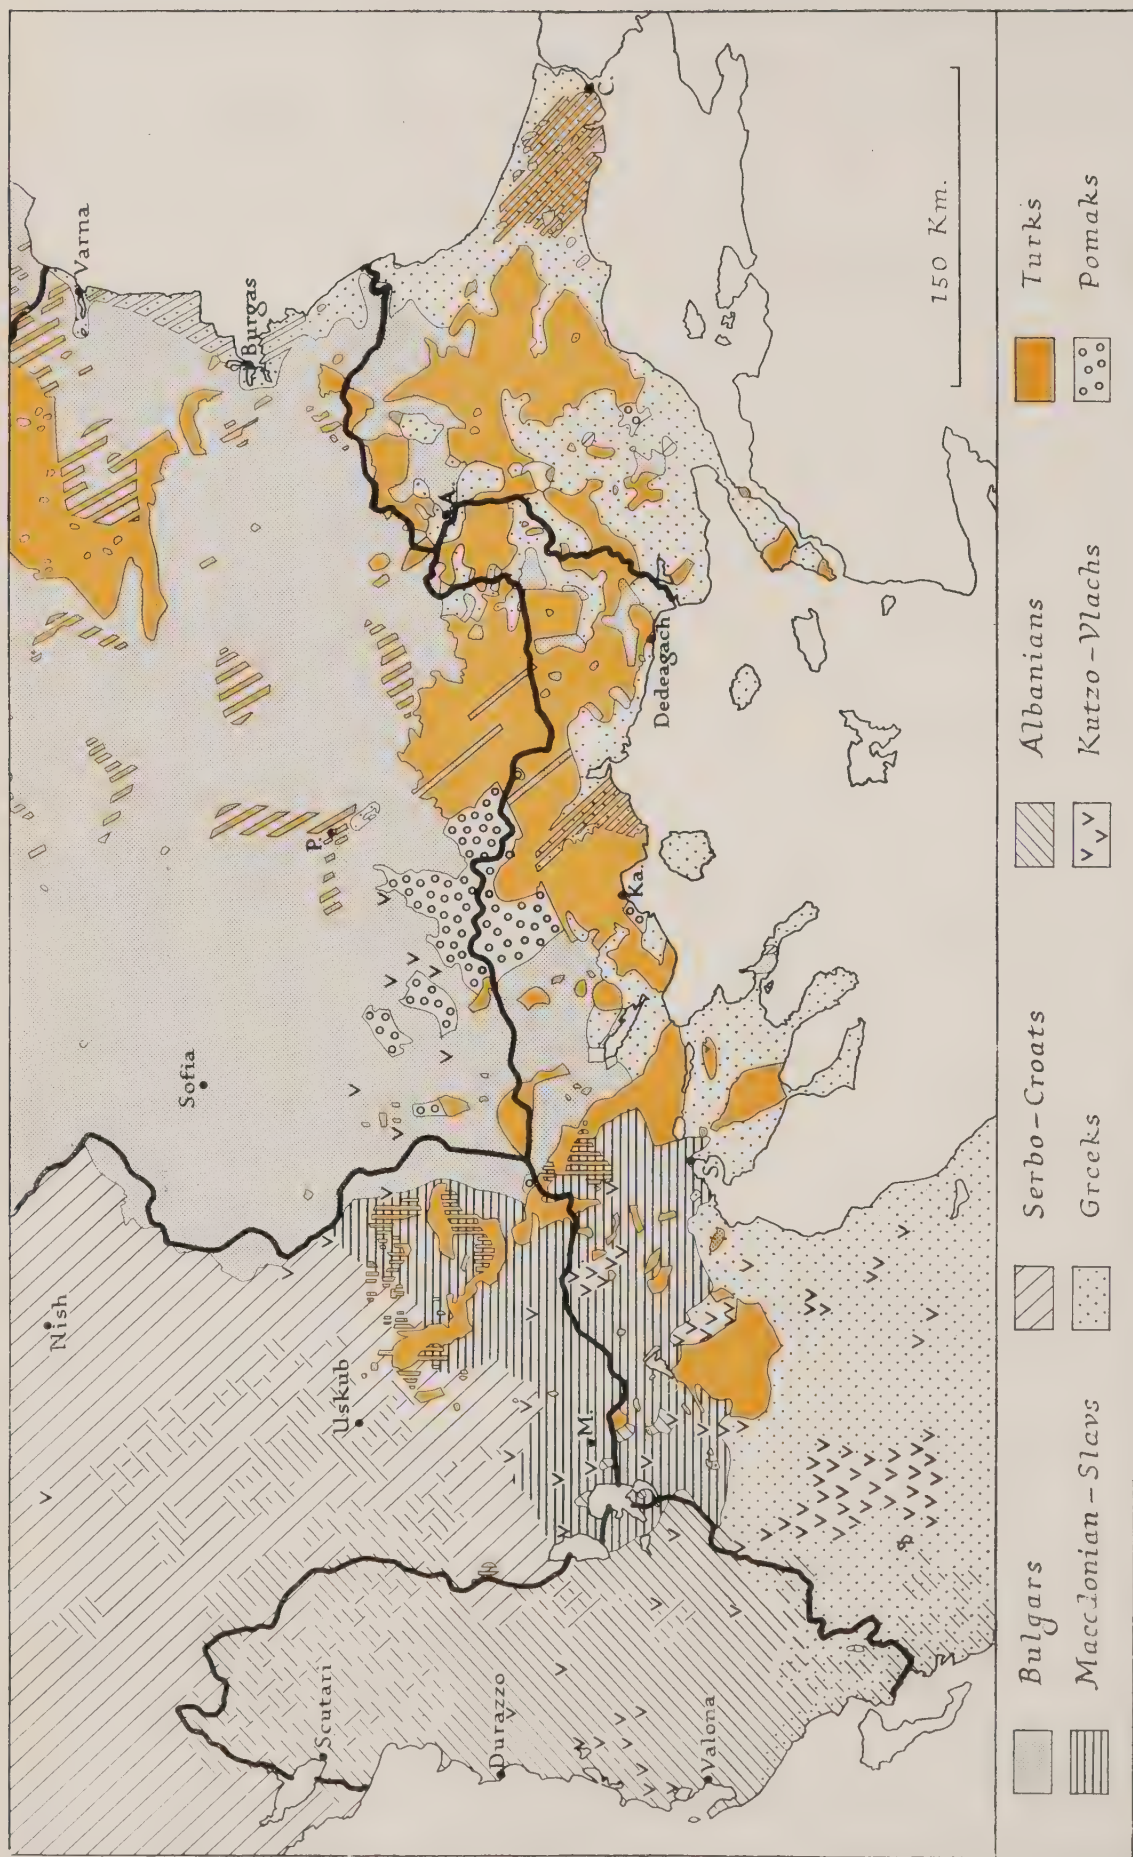 Nish
Varna
Sofia
Burgas
Uskub
P.
Scutari
A.
C.
Durazzo
M.
Ka.
Dedeagach
Valona
S.
150 Km.
Bulgars
Serbo-Croats
Albanians
Turks
Macedonian-Slavs
Greeks
Kutzo-Vlachs
Pomaks